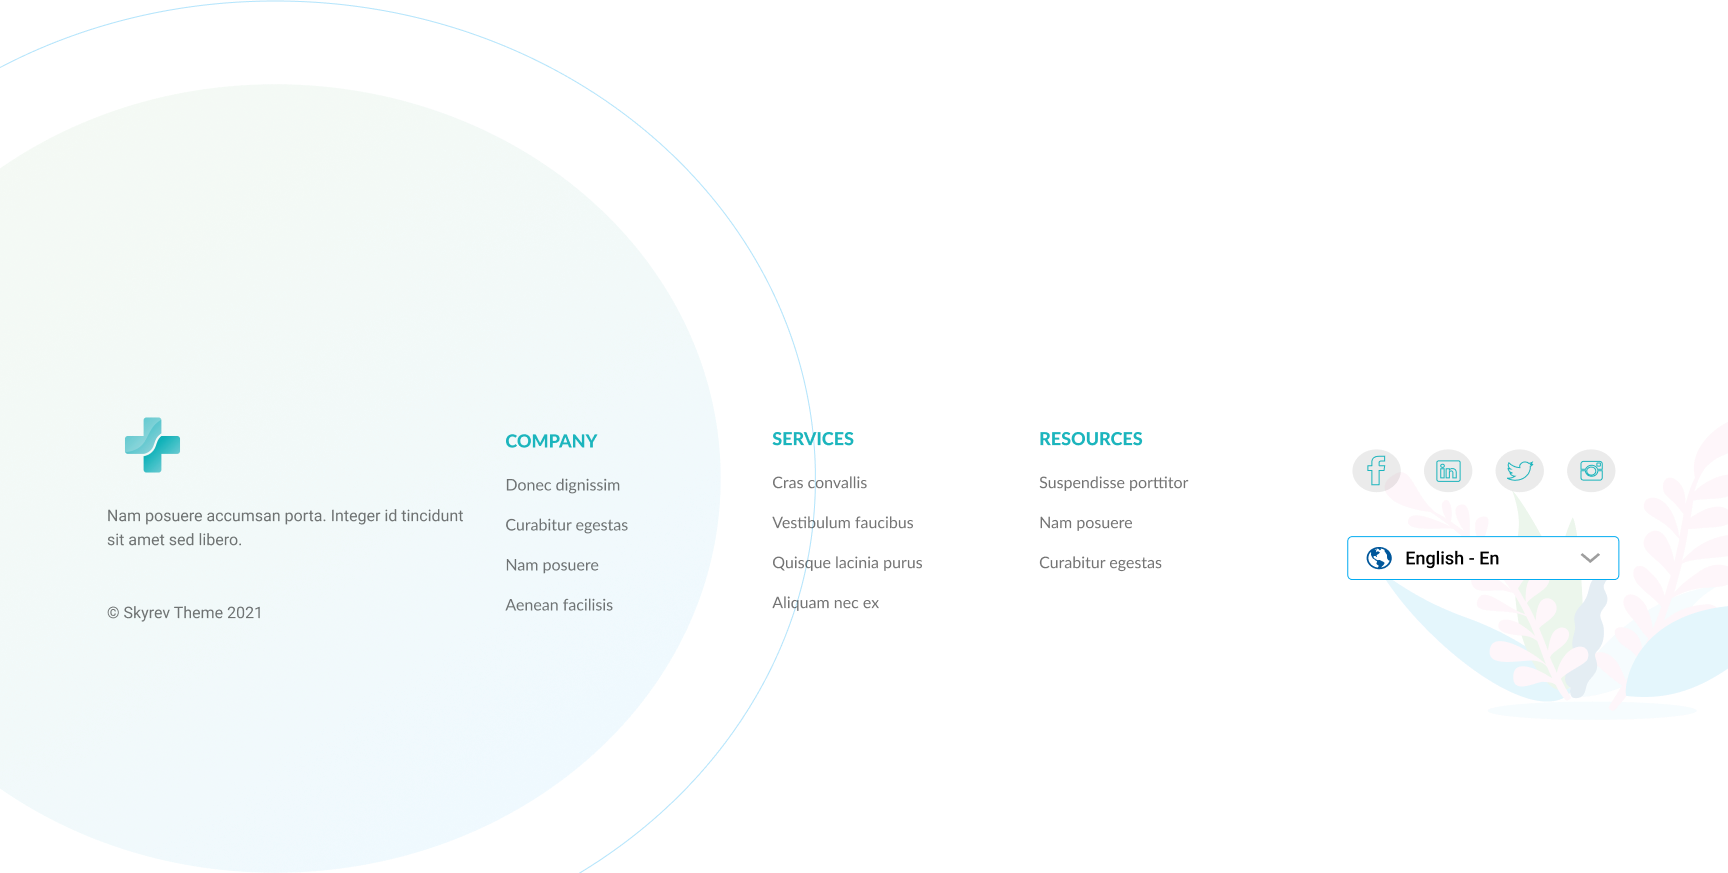 Nam posuere accumsan porta. Integer id tincidunt
sit amet sed libero.
© Skyrev Theme 2021
COMPANY
Donec dignissim
Curabitur egestas
Nam posuere
Aenean facilisis
SERVICES
Cras convallis
Vestibulum faucibus
Quisque lacinia purus
Aliquam nec ex
RESOURCES
Suspendisse porttitor
Nam posuere
Curabitur egestas
English - En